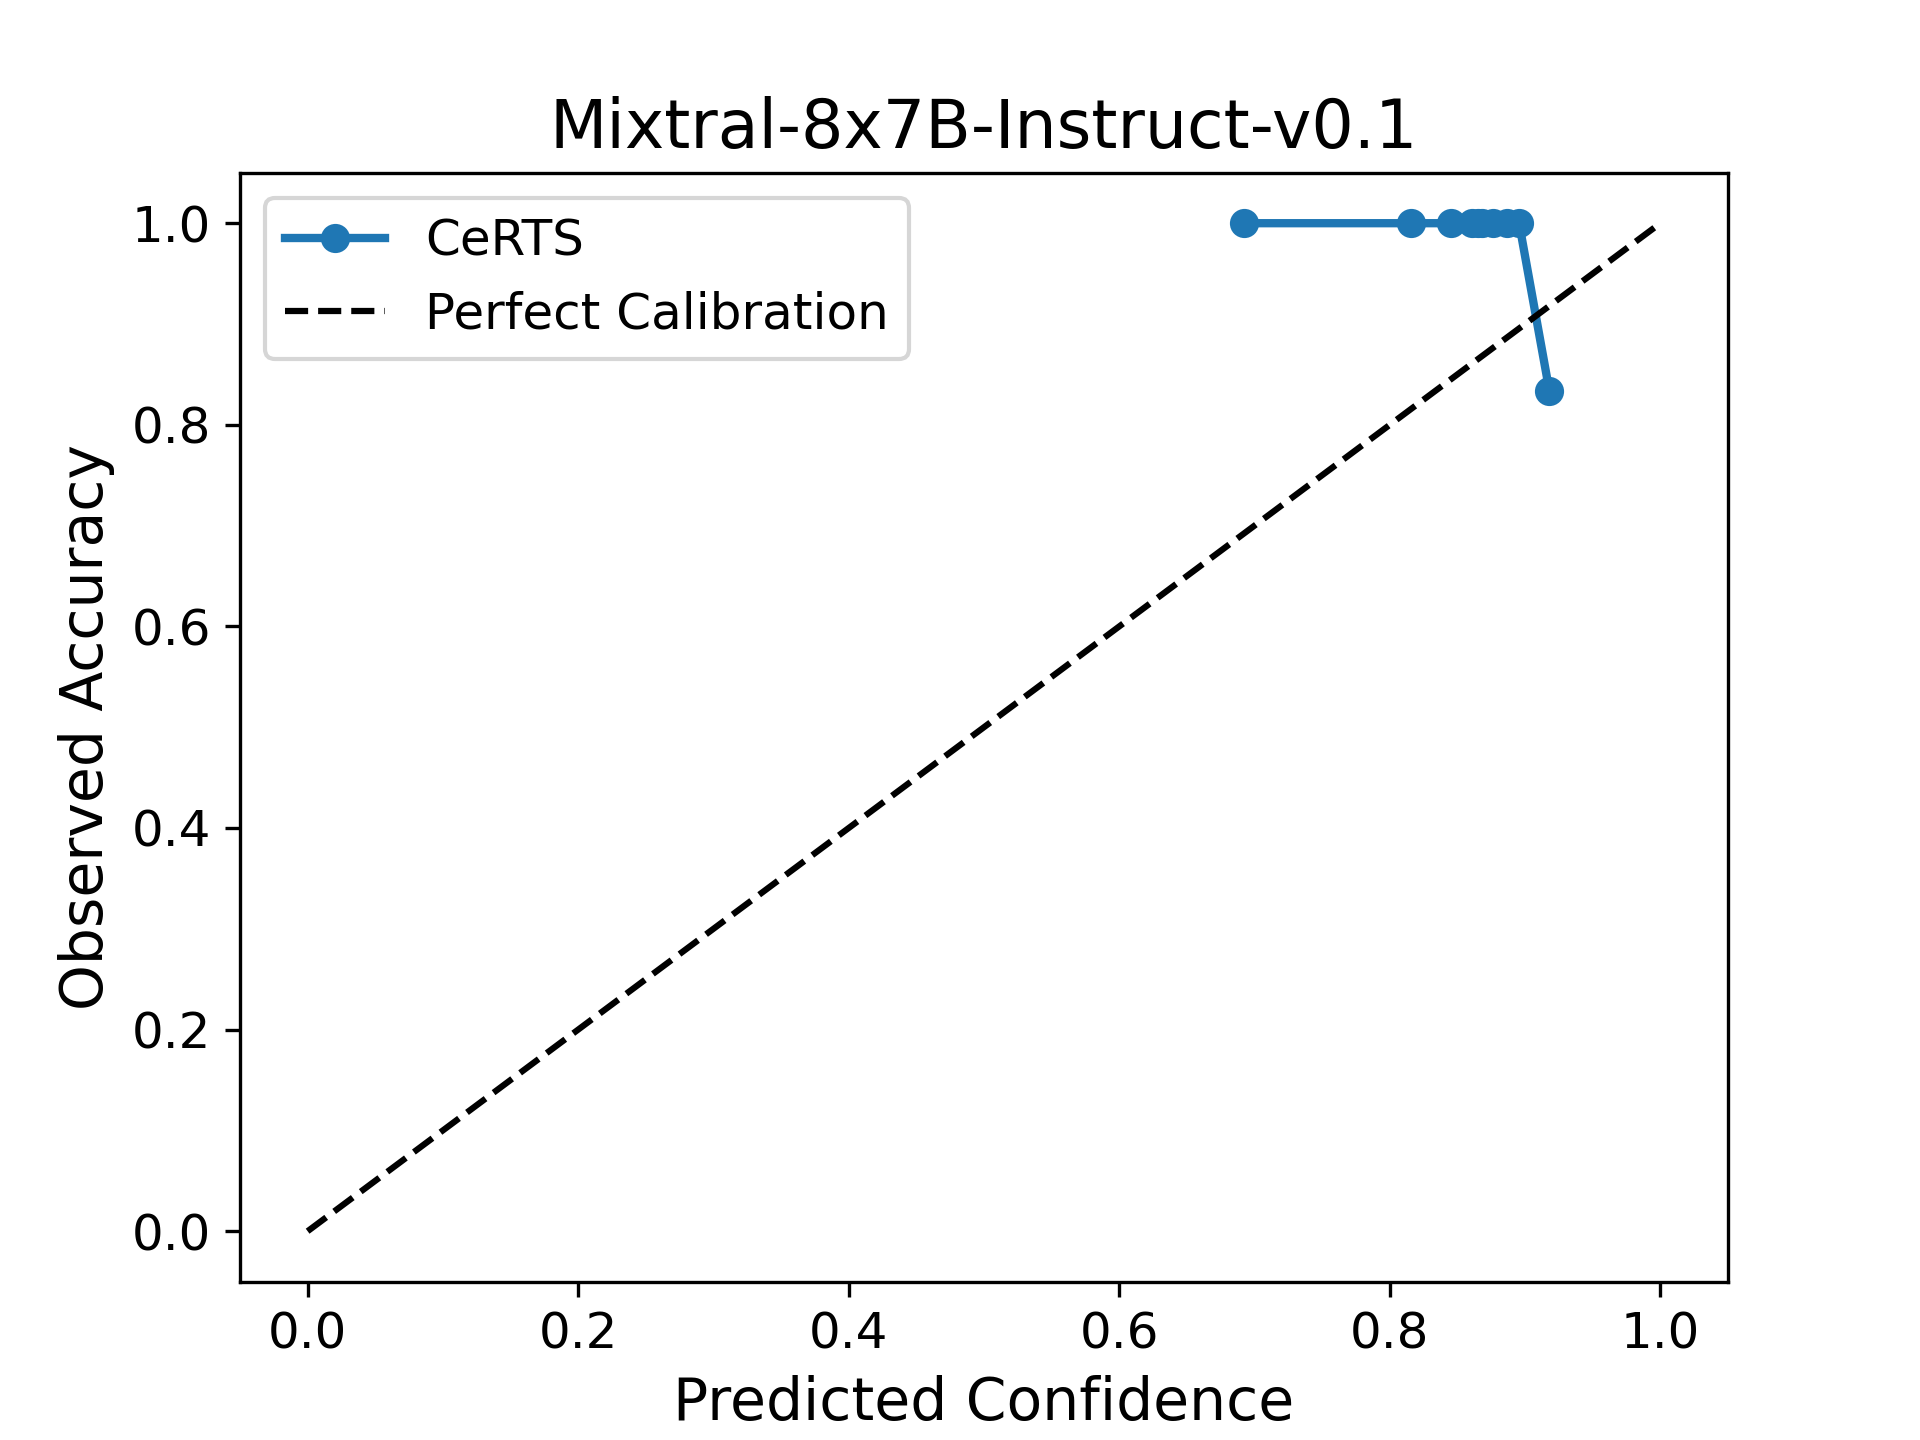 Mixtral-8x7B-Instruct-v0.1
CeRTS
Perfect Calibration
1.0
0.8
0.6
0.4
0.2
0.0
Observed Accuracy
0.0 0.2 0.4 0.6 0.8 1.0
Predicted Confidence